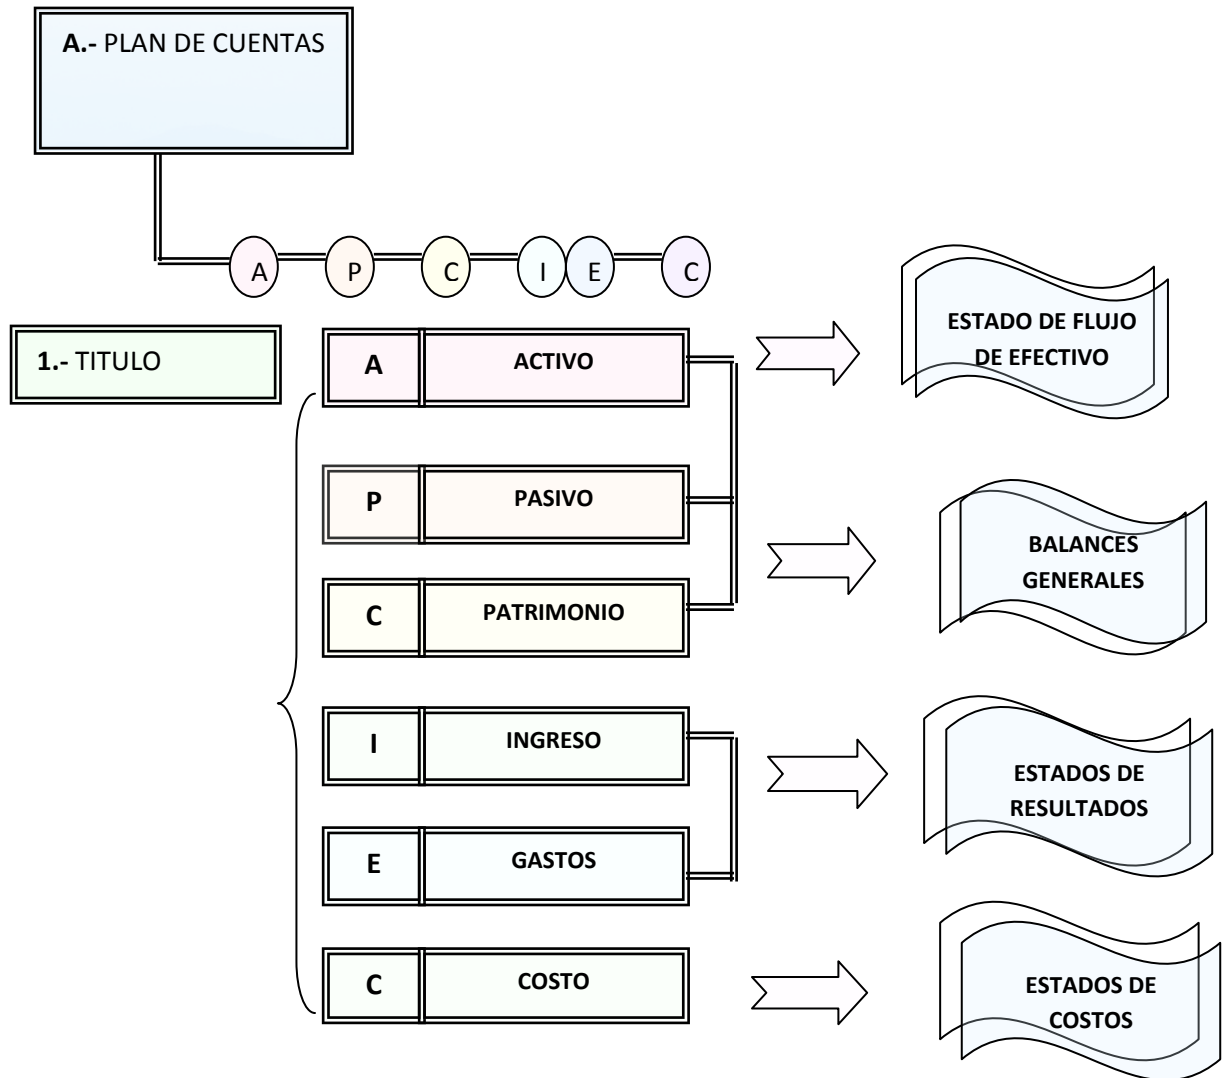 A.- PLAN DE CUENTAS
A P C I E C
1.- TITULO
A ACTIVO
ESTADO DE FLUJO
DE EFECTIVO
P PASIVO
BALANCES
GENERALES
C PATRIMONIO
I INGRESO
ESTADOS DE
RESULTADOS
E GASTOS
C COSTO
ESTADOS DE
COSTOS